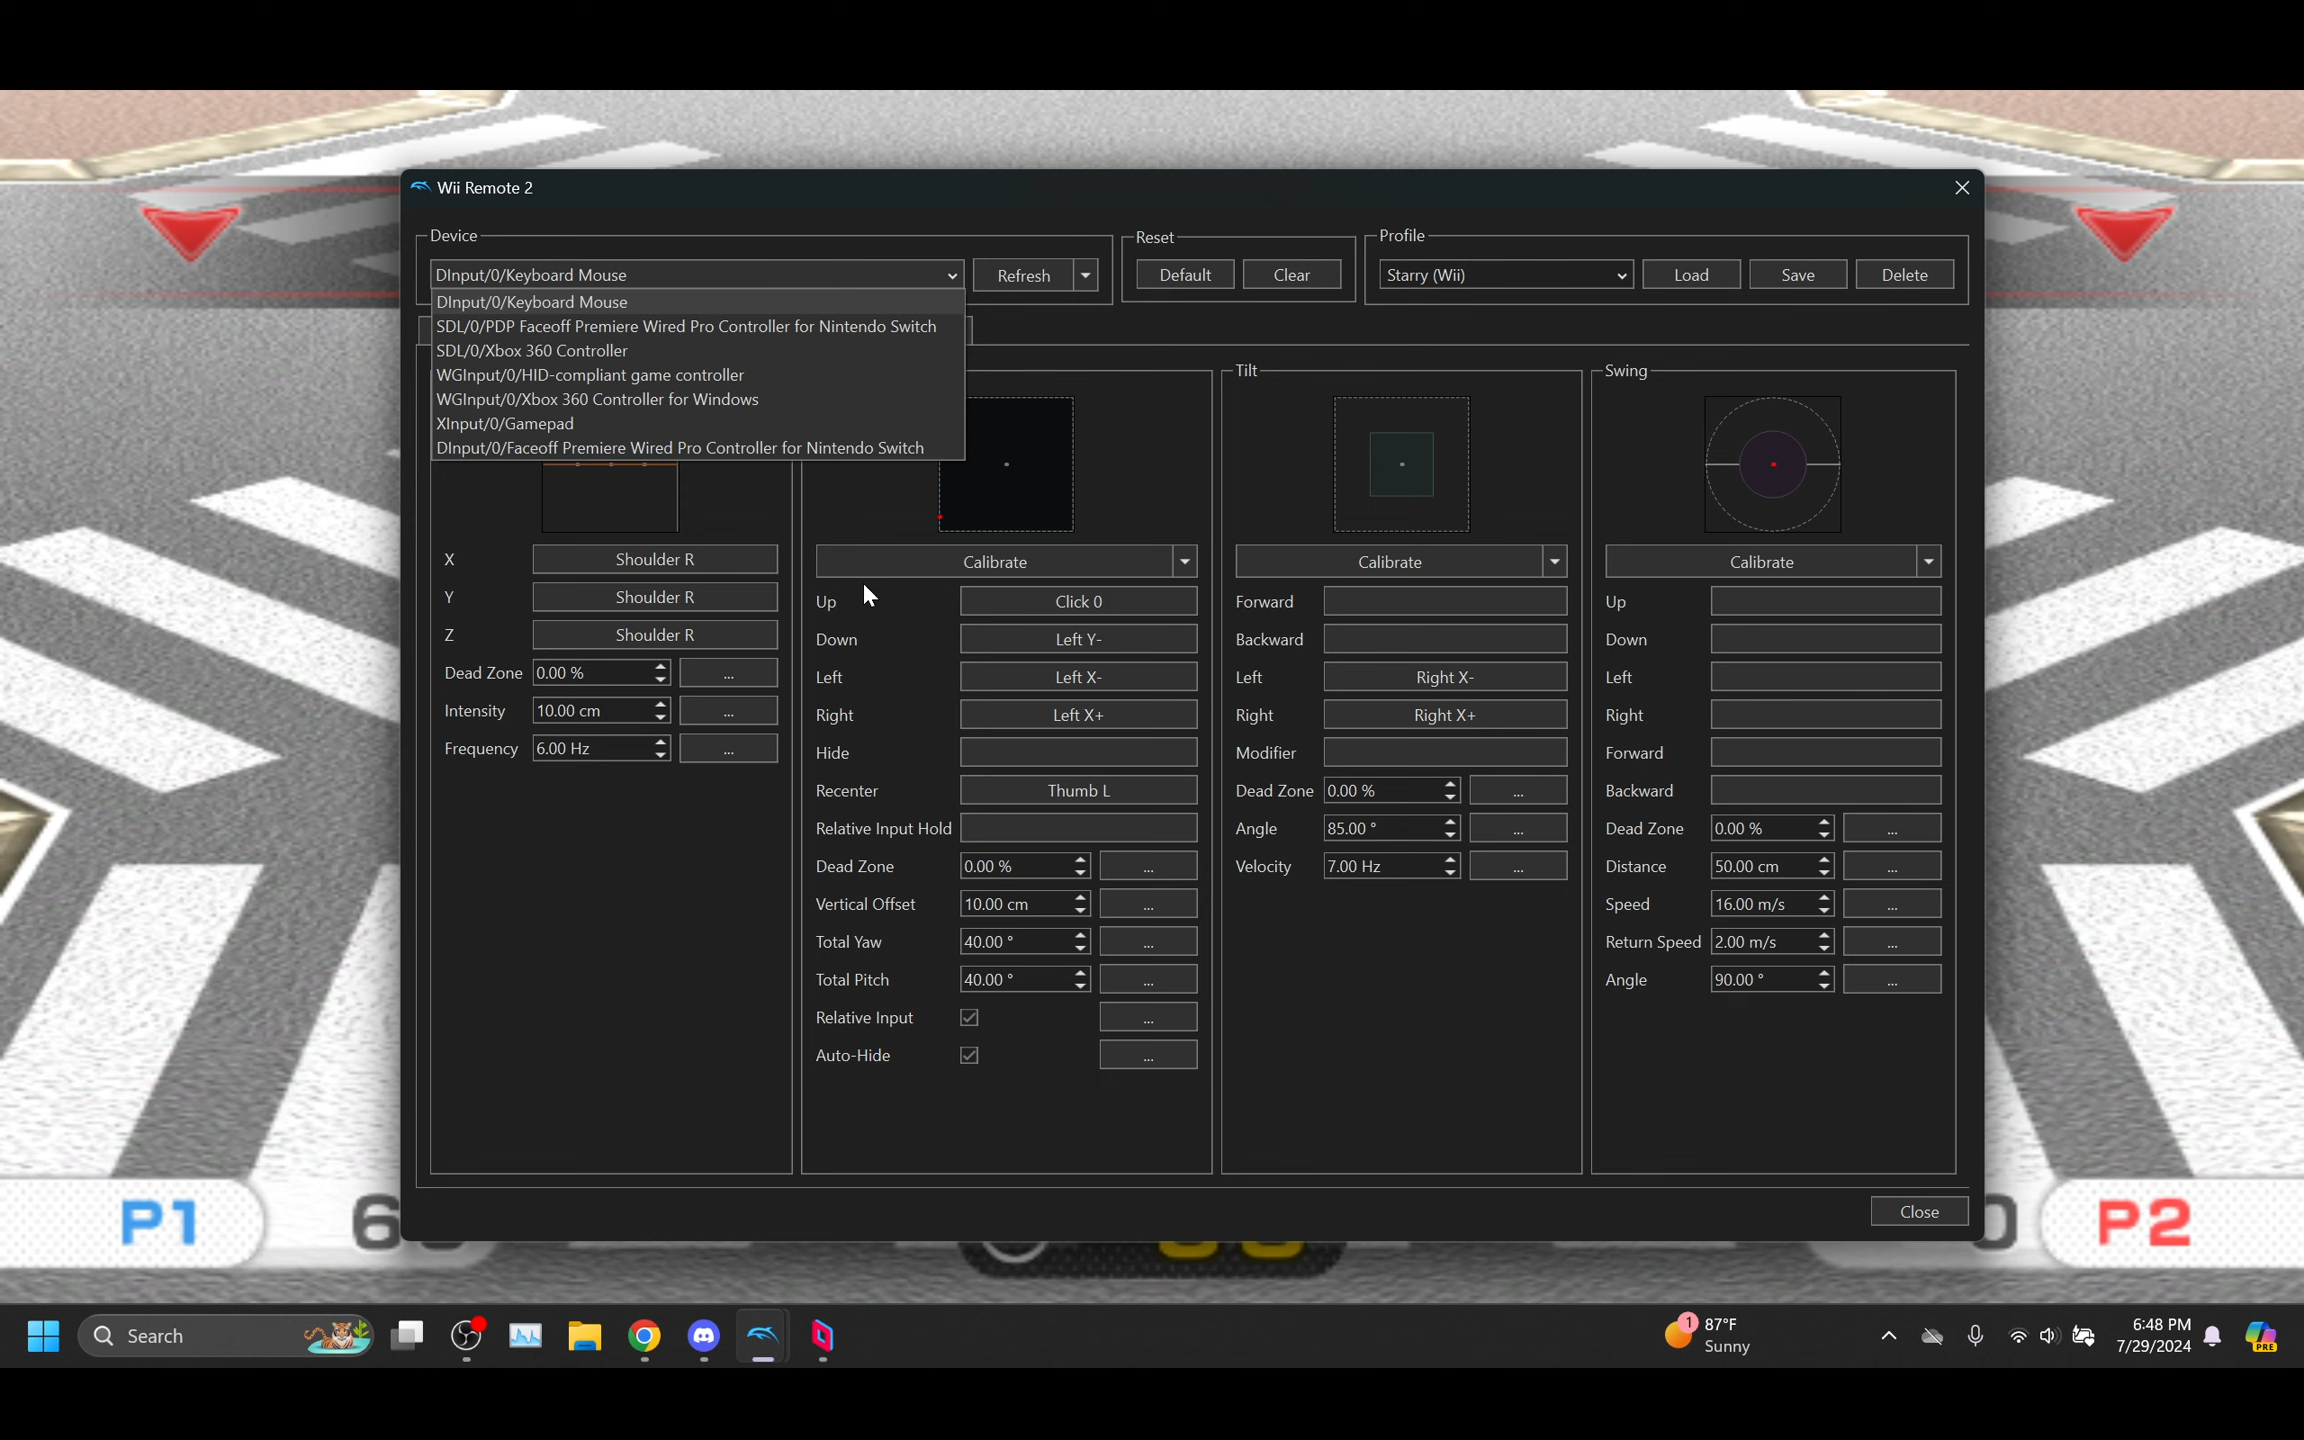 Wii Remote 2
Device
Reset
Profile
DInput/0/Keyboard Mouse
Refresh
Default
Clear
Starry (Wii)
Load
Save
Delete
DInput/0/Keyboard Mouse
SDL/0/PDP Faceoff Premiere Wired Pro Controller for Nintendo Switch
SDL/0/Xbox 360 Controller
WGInput/0/HID-compliant game controller
WGInput/0/Xbox 360 Controller for Windows
XInput/0/Gamepad
DInput/0/Faceoff Premiere Wired Pro Controller for Nintendo Switch
X Shoulder R
Y Shoulder R
Z Shoulder R
Dead Zone 0.00 % ...
Intensity 10.00 cm ...
Frequency 6.00 Hz ...
Calibrate
Up Click 0
Down Left Y-
Left Left X-
Right Left X+
Hide
Recenter Thumb L
Relative Input Hold
Dead Zone 0.00 % ...
Vertical Offset 10.00 cm ...
Total Yaw 40.00 ° ...
Total Pitch 40.00 ° ...
Relative Input ...
Auto-Hide ...
Tilt
Calibrate
Forward
Backward
Left Right X-
Right Right X+
Modifier
Dead Zone 0.00 % ...
Angle 85.00 ° ...
Velocity 7.00 Hz ...
Swing
Calibrate
Up
Down
Left
Right
Forward
Backward
Dead Zone 0.00 % ...
Distance 50.00 cm ...
Speed 16.00 m/s ...
Return Speed 2.00 m/s ...
Angle 90.00 ° ...
Close
P1
P2
Search
1
87°F
Sunny
6:48 PM
7/29/2024
PRE